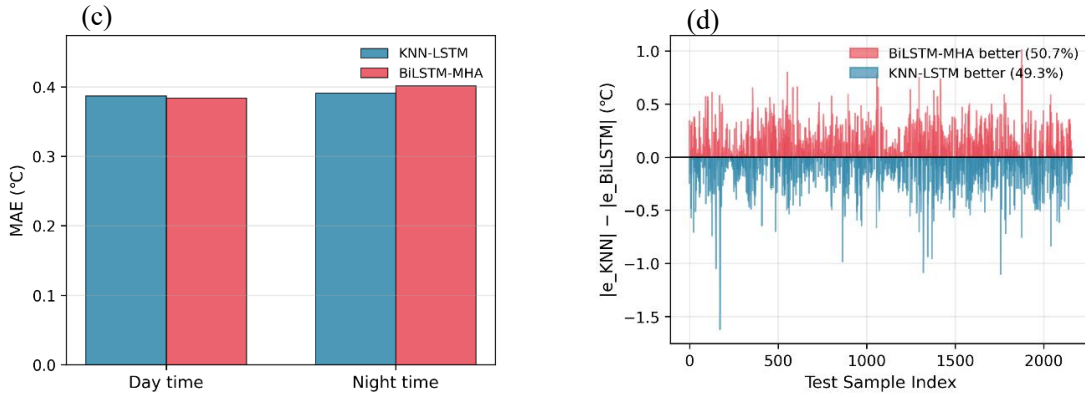 (c)
MAE (°C)
0.4
0.3
0.2
0.1
0.0
KNN-LSTM
BiLSTM-MHA
Day time
Night time
(d)
|e_KNN| − |e_BiLSTM| (°C)
1.0
0.5
0.0
−0.5
−1.0
−1.5
BiLSTM-MHA better (50.7%)
KNN-LSTM better (49.3%)
0
500
1000
1500
2000
Test Sample Index